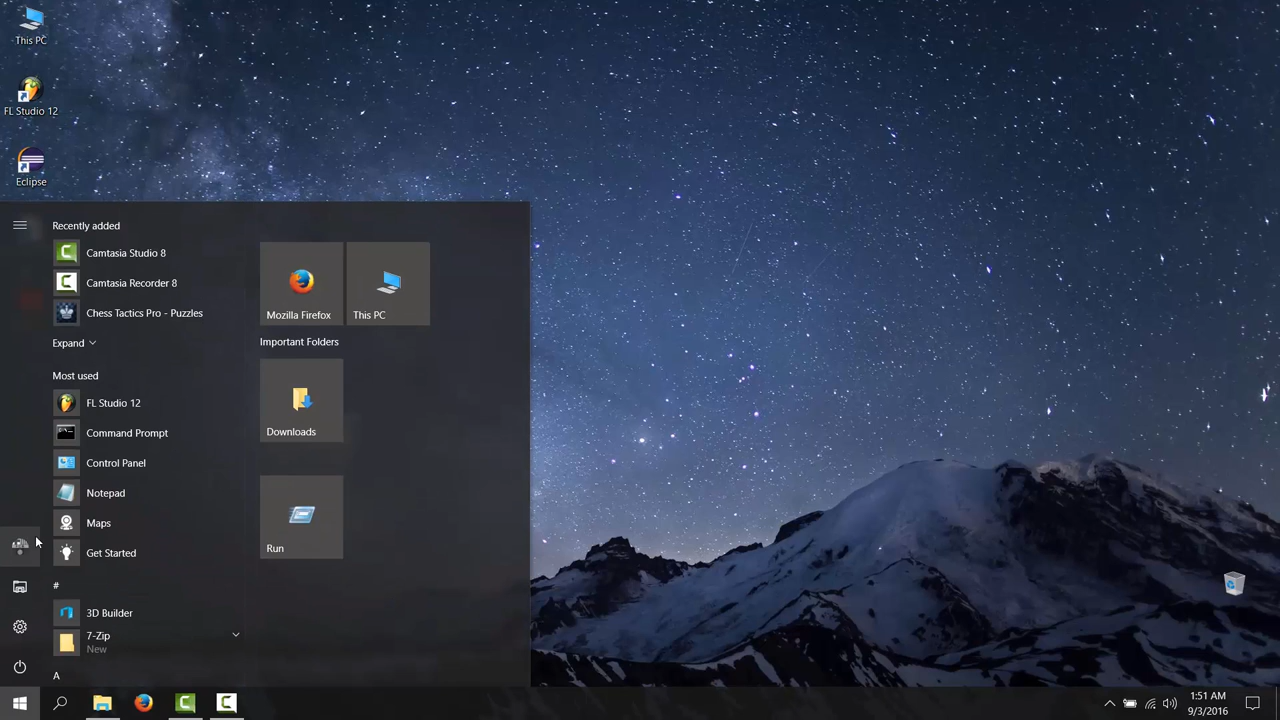 This PC
FL Studio 12
Eclipse
Recently added
Camtasia Studio 8
Camtasia Recorder 8
Chess Tactics Pro - Puzzles
Expand
Most used
FL Studio 12
Command Prompt
Control Panel
Notepad
Maps
Get Started
#
3D Builder
7-Zip
New
A
Mozilla Firefox
This PC
Important Folders
Downloads
Run
1:51 AM
9/3/2016